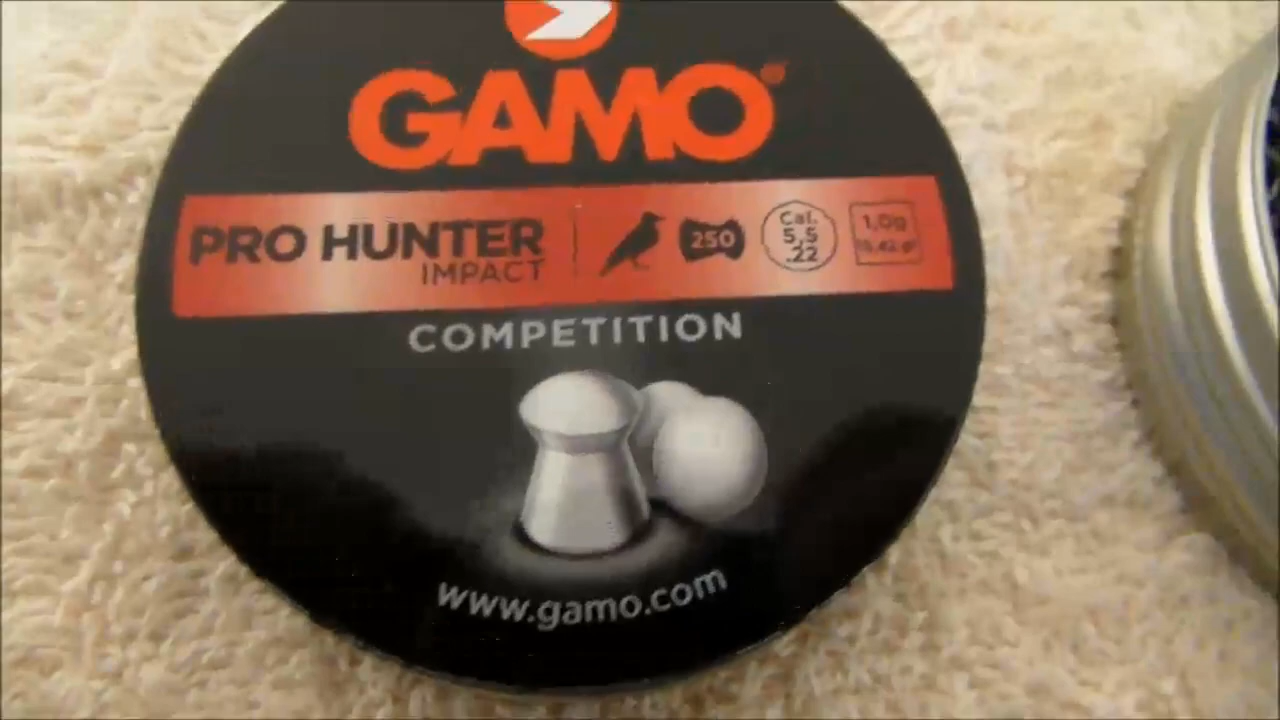 GAMO®
PRO HUNTER
IMPACT
250
Cal.
5,5
.22
1,0g
COMPETITION
www.gamo.com